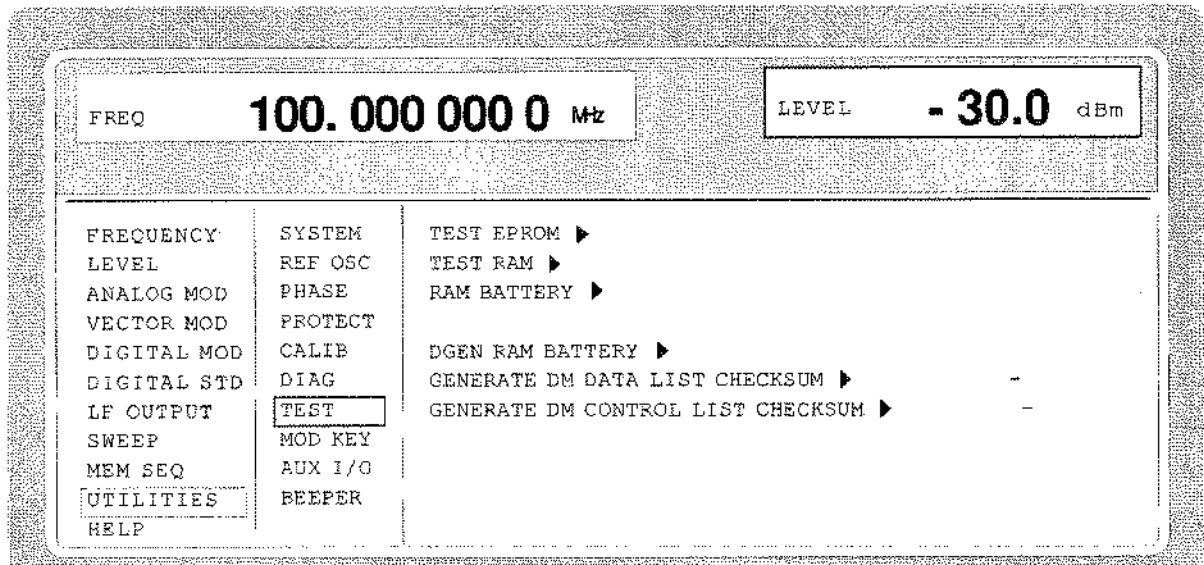 FREQ 100. 000 000 0 MHz LEVEL - 30.0 dBm
FREQUENCY
LEVEL
ANALOG MOD
VECTOR MOD
DIGITAL MOD
DIGITAL STD
LF OUTPUT
SWEEP
MEM SEQ
UTILITIES
HELP
SYSTEM
REF OSC
PHASE
PROTECT
CALIB
DIAG
TEST
MOD KEY
AUX I/O
BEEPER
TEST EPROM ▶
TEST RAM ▶
RAM BATTERY ▶
DGEN RAM BATTERY ▶
GENERATE DM DATA LIST CHECKSUM ▶ -
GENERATE DM CONTROL LIST CHECKSUM ▶ -